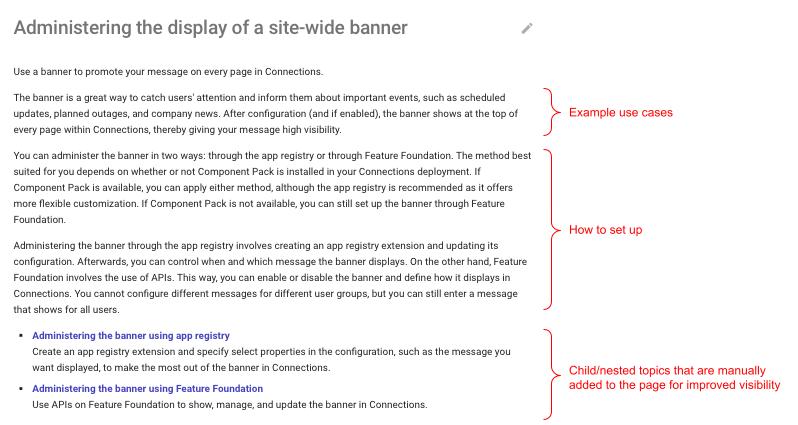 Administering the display of a site-wide banner
Use a banner to promote your message on every page in Connections.
The banner is a great way to catch users' attention and inform them about important events, such as scheduled
updates, planned outages, and company news. After configuration (and if enabled), the banner shows at the top of
every page within Connections, thereby giving your message high visibility.
Example use cases
You can administer the banner in two ways: through the app registry or through Feature Foundation. The method best
suited for you depends on whether or not Component Pack is installed in your Connections deployment. If
Component Pack is available, you can apply either method, although the app registry is recommended as it offers
more flexible customization. If Component Pack is not available, you can still set up the banner through Feature
Foundation.
How to set up
Administering the banner through the app registry involves creating an app registry extension and updating its
configuration. Afterwards, you can control when and which message the banner displays. On the other hand, Feature
Foundation involves the use of APIs. This way, you can enable or disable the banner and define how it displays in
Connections. You cannot configure different messages for different user groups, but you can still enter a message
that shows for all users.
▪ Administering the banner using app registry
Create an app registry extension and specify select properties in the configuration, such as the message you
want displayed, to make the most out of the banner in Connections.
▪ Administering the banner using Feature Foundation
Use APIs on Feature Foundation to show, manage, and update the banner in Connections.
Child/nested topics that are manually
added to the page for improved visibility